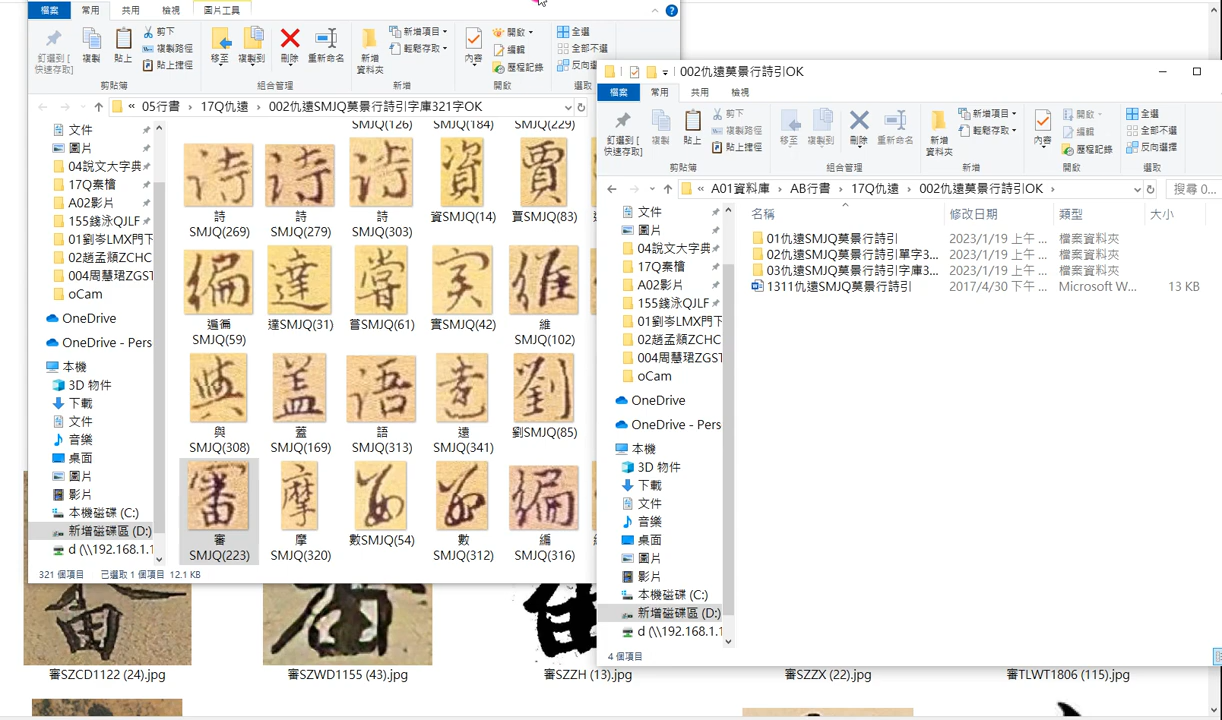 檔案 常用 共用 檢視 圖片工具
釘選到 [快速存取] 複製 貼上 剪下 複製路徑 貼上捷徑 移至 複製到 刪除 重新命名 新增資料夾 新增項目 輕鬆存取 內容 開啟 編輯 歷程記錄 全選 全部不選 反向
剪貼簿 組合管理 新增 開啟 選取
« 05行書 › 17Q仇遠 › 002仇遠SMJQ莫景行詩引字庫321字OK
文件
圖片
04說文大字典
17Q素檔
A02影片
155錢泳QJLF
01劉岑LMX門下
02趙孟頫ZCHC
004周慧珺ZGST
oCam
OneDrive
OneDrive - Pers
本機
3D 物件
下載
文件
音樂
桌面
圖片
影片
本機磁碟 (C:)
新增磁碟區 (D:)
d (\\192.168.1.1
SMJQ(126) SMJQ(184) SMJQ(229)
詩 SMJQ(269) 詩 SMJQ(279) 詩 SMJQ(303) 資SMJQ(14) 賈SMJQ(83)
遍徧 SMJQ(59) 達SMJQ(31) 嘗SMJQ(61) 實SMJQ(42) 維 SMJQ(102)
與 SMJQ(308) 蓋 SMJQ(169) 語 SMJQ(313) 遠 SMJQ(341) 劉SMJQ(85)
審 SMJQ(223) 摩 SMJQ(320) 數SMJQ(54) 數 SMJQ(312) 編 SMJQ(316)
321 個項目 已選取 1 個項目 12.1 KB
002仇遠莫景行詩引OK
檔案 常用 共用 檢視
釘選到 [快速存取] 複製 貼上 剪下 複製路徑 貼上捷徑 移至 複製到 刪除 重新命名 新增資料夾 新增項目 輕鬆存取 內容 開啟 編輯 歷程記錄 全選 全部不選 反向選擇
剪貼簿 組合管理 新增 開啟 選取
« A01資料庫 › AB行書 › 17Q仇遠 › 002仇遠莫景行詩引OK › 搜尋 0...
名稱 修改日期 類型 大小
01仇遠SMJQ莫景行詩引 2023/1/19 上午 ... 檔案資料夾
02仇遠SMJQ莫景行詩引單字3... 2023/1/19 上午 ... 檔案資料夾
03仇遠SMJQ莫景行詩引字庫3... 2023/1/19 上午 ... 檔案資料夾
1311仇遠SMJQ莫景行詩引 2017/4/30 下午 ... Microsoft W... 13 KB
文件
圖片
04說文大字典
17Q素檔
A02影片
155錢泳QJLF
01劉岑LMX門下
02趙孟頫ZCHC
004周慧珺ZGST
oCam
OneDrive
OneDrive - Pers
本機
3D 物件
下載
文件
音樂
桌面
圖片
影片
本機磁碟 (C:)
新增磁碟區 (D:)
d (\\192.168.1.1
4 個項目
審SZCD1122 (24).jpg 審SZWD1155 (43).jpg 審SZZH (13).jpg 審SZZX (22).jpg 審TLWT1806 (115).jpg